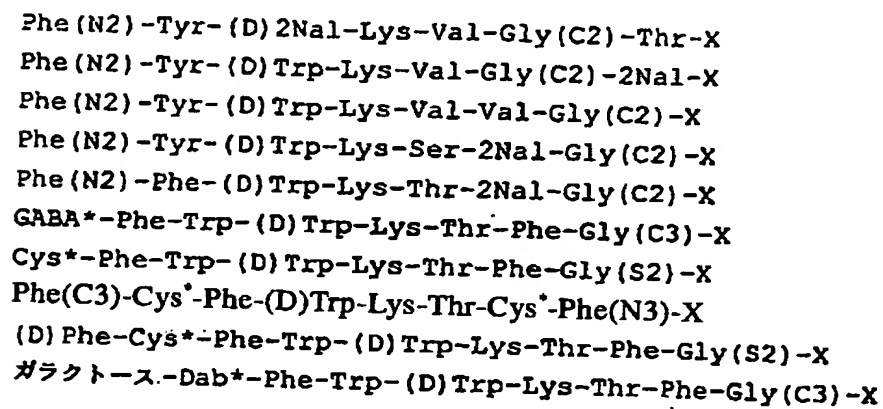 Phe(N2)-Tyr-(D)2Nal-Lys-Val-Gly(C2)-Thr-X
Phe(N2)-Tyr-(D)Trp-Lys-Val-Gly(C2)-2Nal-X
Phe(N2)-Tyr-(D)Trp-Lys-Val-Val-Gly(C2)-X
Phe(N2)-Tyr-(D)Trp-Lys-Ser-2Nal-Gly(C2)-X
Phe(N2)-Phe-(D)Trp-Lys-Thr-2Nal-Gly(C2)-X
GABA*-Phe-Trp-(D)Trp-Lys-Thr-Phe-Gly(C3)-X
Cys*-Phe-Trp-(D)Trp-Lys-Thr-Phe-Gly(S2)-X
Phe(C3)-Cys*-Phe-(D)Trp-Lys-Thr-Cys*-Phe(N3)-X
(D)Phe-Cys*-Phe-Trp-(D)Trp-Lys-Thr-Phe-Gly(S2)-X
ガラクトース-Dab*-Phe-Trp-(D)Trp-Lys-Thr-Phe-Gly(C3)-X